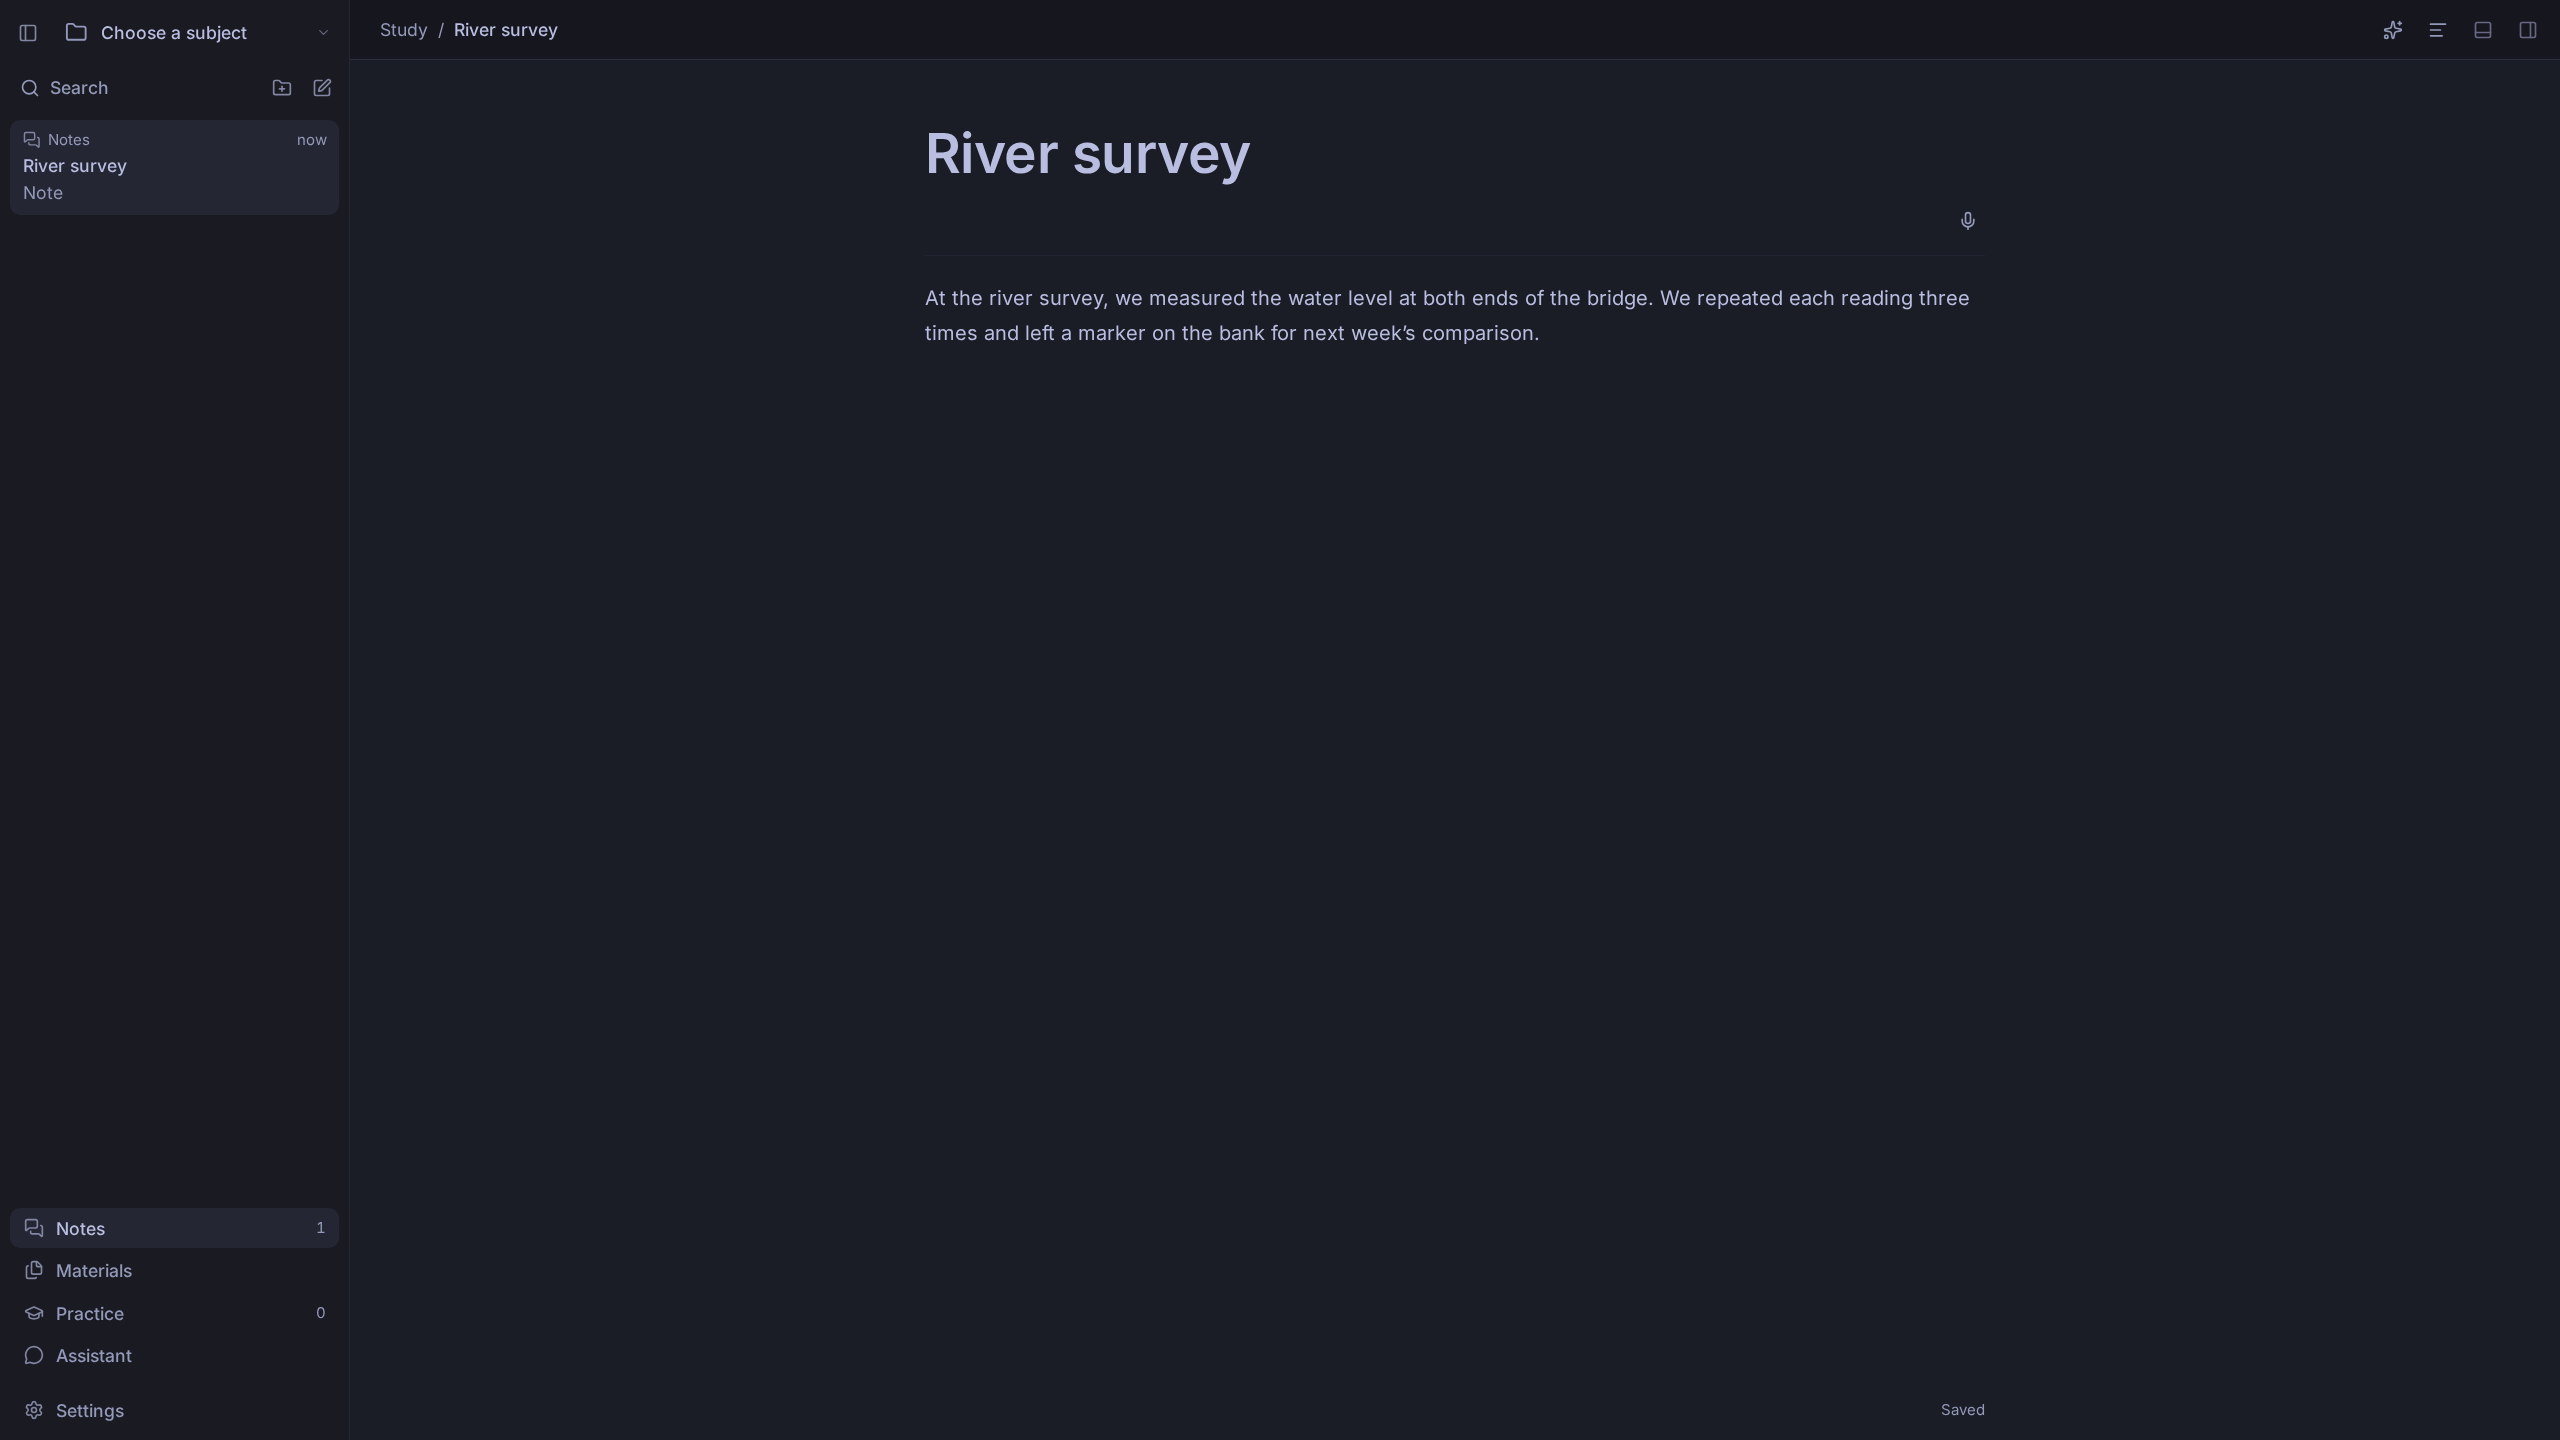 Choose a subject
Search
Notes now
River survey
Note
Notes 1
Materials
Practice 0
Assistant
Settings
Study / River survey
River survey
At the river survey, we measured the water level at both ends of the bridge. We repeated each reading three
times and left a marker on the bank for next week’s comparison.
Saved